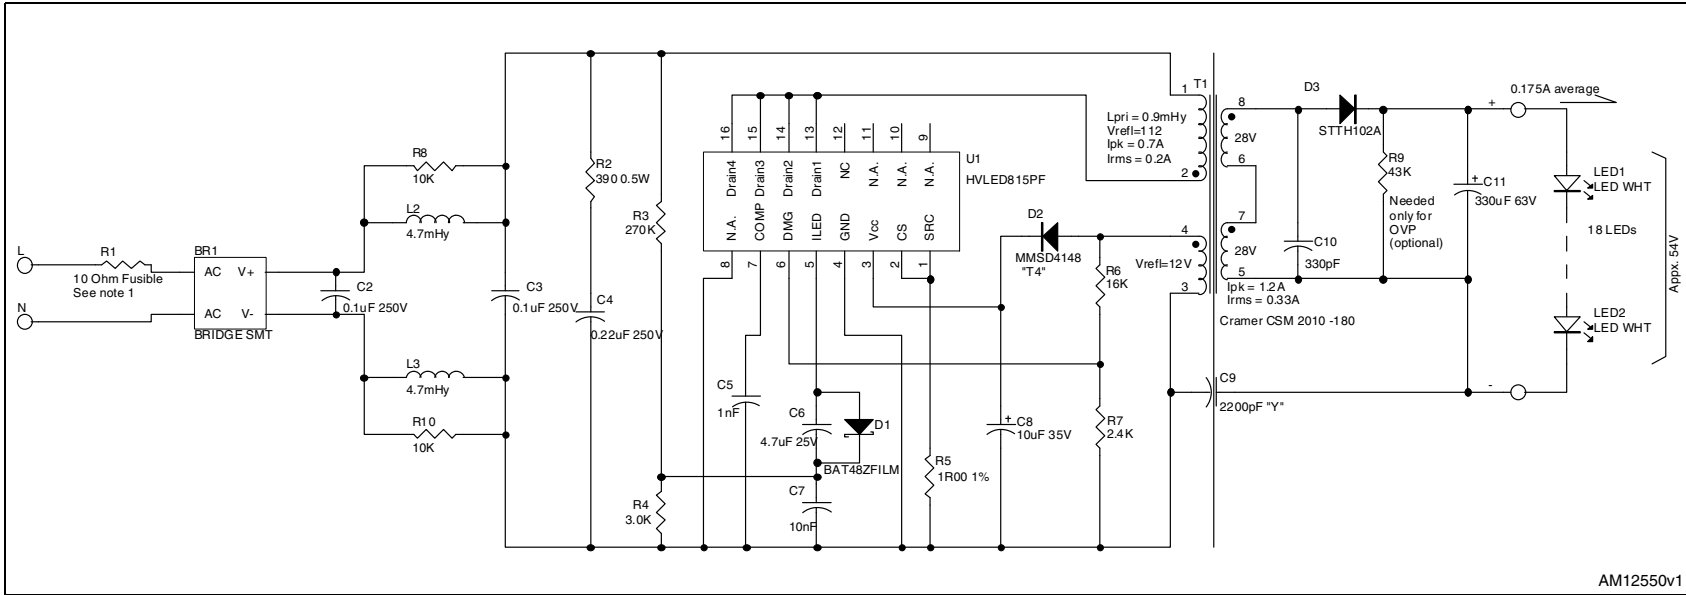 L
N
R1
10 Ohm Fusible
See note 1
BR1
AC V+
AC V-
BRIDGE SMT
C2
0.1uF 250V
R8
10K
L2
4.7mHy
L3
4.7mHy
R10
10K
C3
0.1uF 250V
R2
390 0.5W
C4
0.22uF 250V
R3
270K
R4
3.0K
16 15 14 13 12 11 10 9
Drain4 Drain3 Drain2 Drain1 NC N.A. N.A. N.A.
N.A. COMP DMG ILED GND Vcc CS SRC
8 7 6 5 4 3 2 1
U1
HVLED815PF
C5
1nF
C6
4.7uF 25V
D1
BAT48ZFILM
C7
10nF
R5
1R00 1%
D2
MMSD4148
"T4"
C8
10uF 35V
R6
16K
R7
2.4K
Lpri = 0.9mHy
Vrefl=112
Ipk = 0.7A
Irms = 0.2A
T1
1
2
4
Vrefl=12V
3
8
28V
6
7
28V
5
Ipk = 1.2A
Irms = 0.33A
Cramer CSM 2010 -180
C9
2200pF "Y"
D3
STTH102A
C10
330pF
R9
43K
Needed
only for
OVP
(optional)
+
C11
330uF 63V
+
0.175A average
-
LED1
LED WHT
18 LEDs
LED2
LED WHT
Appx. 54V
AM12550v1